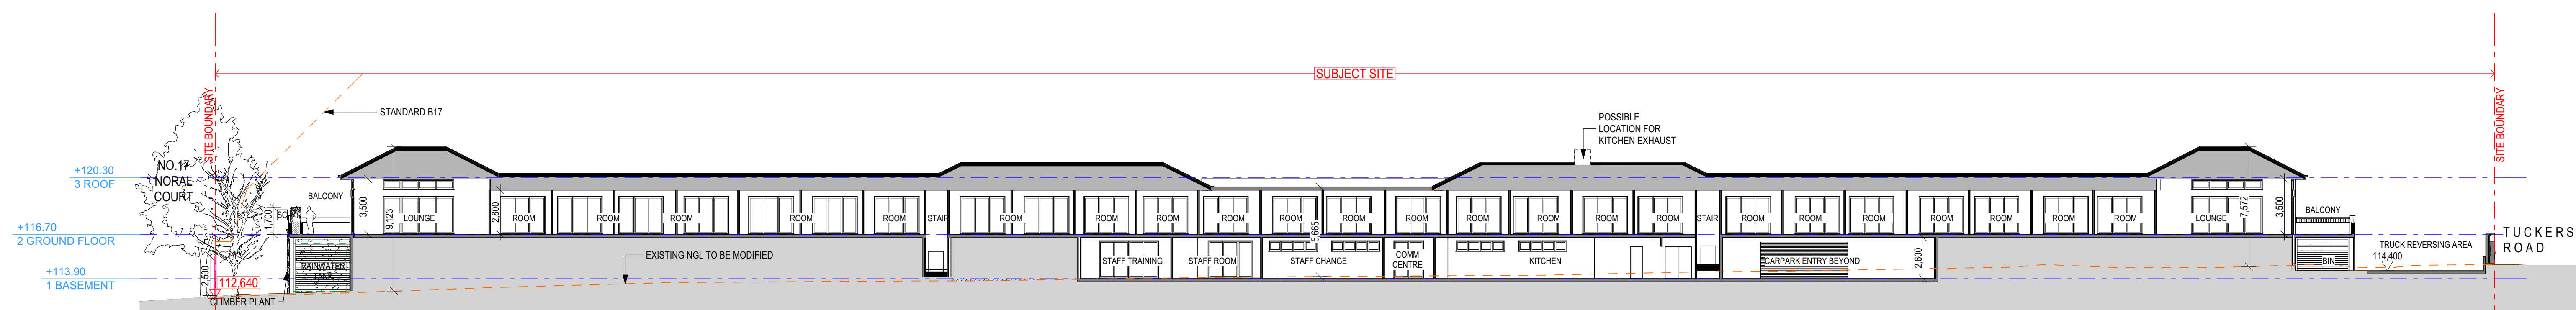 SUBJECT SITE
SITE BOUNDARY
SITE BOUNDARY
STANDARD B17
POSSIBLE
LOCATION FOR
KITCHEN EXHAUST
NO.17
NORAL
COURT
+120.30
3 ROOF
+116.70
2 GROUND FLOOR
+113.90
1 BASEMENT
BALCONY
SC
1,700
3,500
9,123
2,800
5,665
7,572
3,500
BALCONY
LOUNGE
ROOM
ROOM
ROOM
ROOM
ROOM
STAIR
ROOM
ROOM
ROOM
ROOM
ROOM
ROOM
ROOM
ROOM
ROOM
ROOM
ROOM
STAIR
ROOM
ROOM
ROOM
ROOM
ROOM
ROOM
ROOM
LOUNGE
TUCKERS
ROAD
EXISTING NGL TO BE MODIFIED
RAINWATER
TANK
STAFF TRAINING
STAFF ROOM
STAFF CHANGE
COMM
CENTRE
KITCHEN
CARPARK ENTRY BEYOND
2,600
BIN
TRUCK REVERSING AREA
114,400
2,500
112,640
CLIMBER PLANT